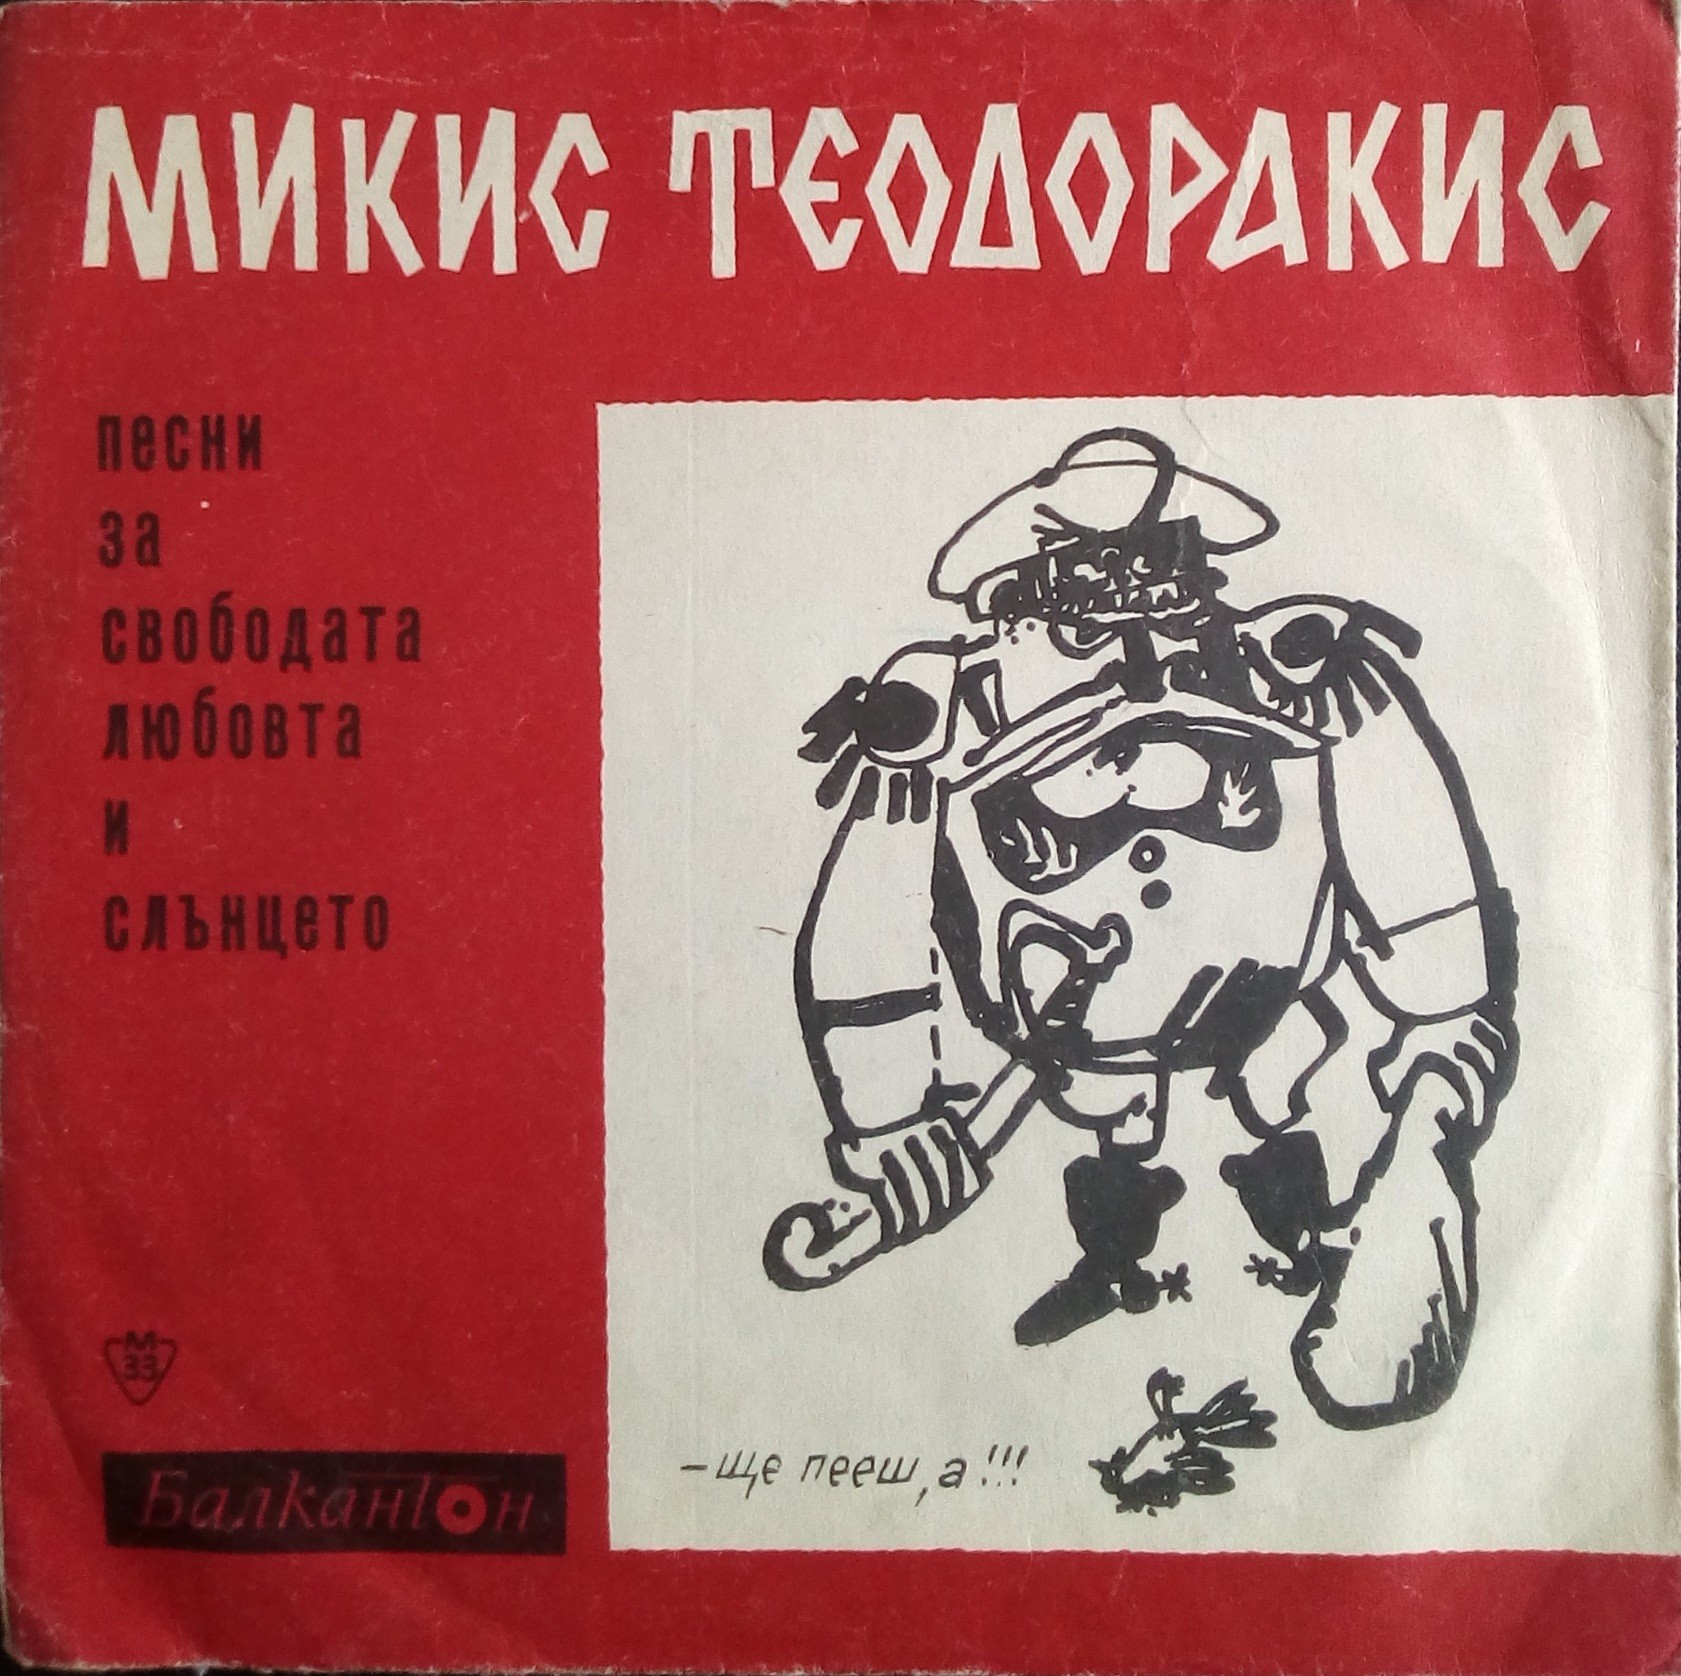 МИКИС ТЕОДОРАКИС
песни
за
свободата
любовта
и
слънцето
М
33
Балкантон
– ще пееш, а!!!